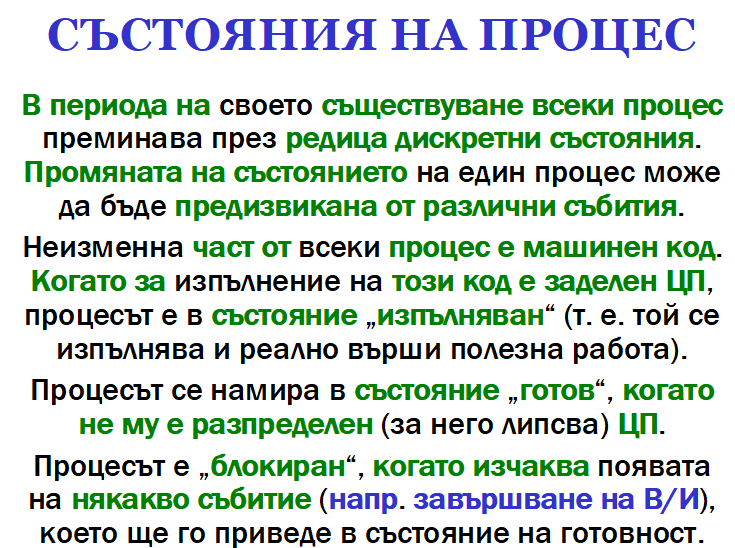 СЪСТОЯНИЯ НА ПРОЦЕС
В периода на своето съществуване всеки процес
преминава през редица дискретни състояния.
Промяната на състоянието на един процес може
да бъде предизвикана от различни събития.
Неизменна част от всеки процес е машинен код.
Когато за изпълнение на този код е заделен ЦП,
процесът е в състояние „изпълняван“ (т. е. той се
изпълнява и реално върши полезна работа).
Процесът се намира в състояние „готов“, когато
не му е разпределен (за него липсва) ЦП.
Процесът е „блокиран“, когато изчаква появата
на някакво събитие (напр. завършване на В/И),
което ще го приведе в състояние на готовност.